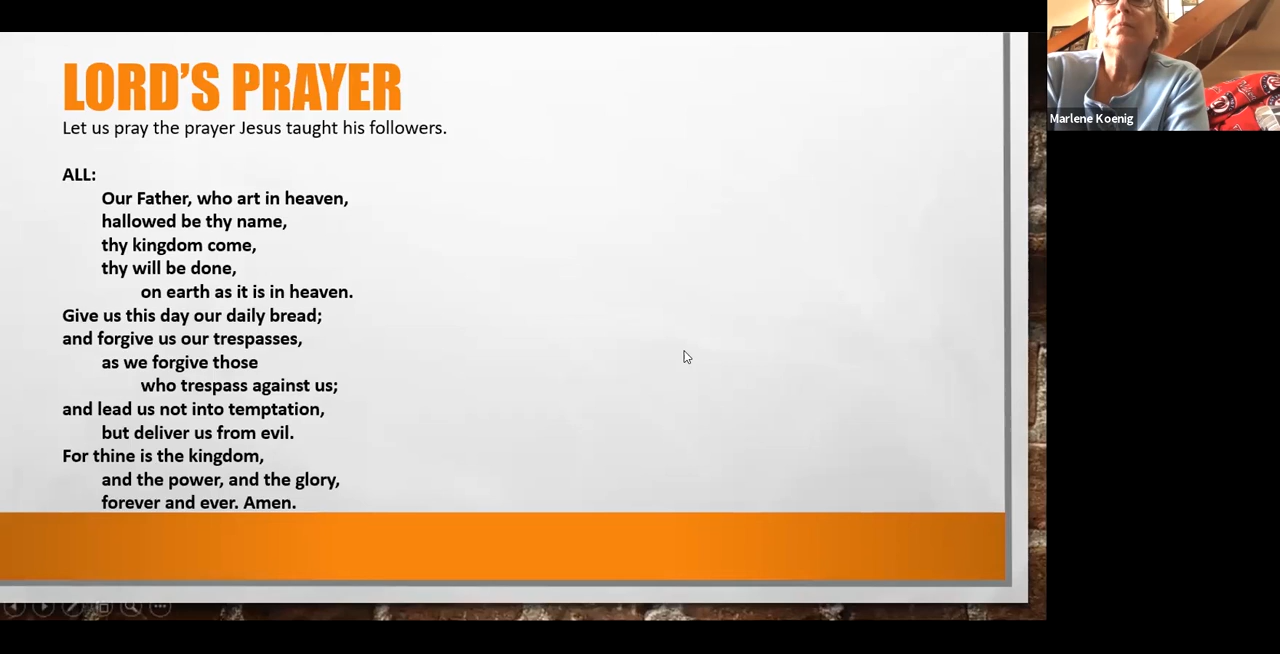 LORD'S PRAYER
Let us pray the prayer Jesus taught his followers.
ALL:
Our Father, who art in heaven,
hallowed be thy name,
thy kingdom come,
thy will be done,
on earth as it is in heaven.
Give us this day our daily bread;
and forgive us our trespasses,
as we forgive those
who trespass against us;
and lead us not into temptation,
but deliver us from evil.
For thine is the kingdom,
and the power, and the glory,
forever and ever. Amen.
Marlene Koenig